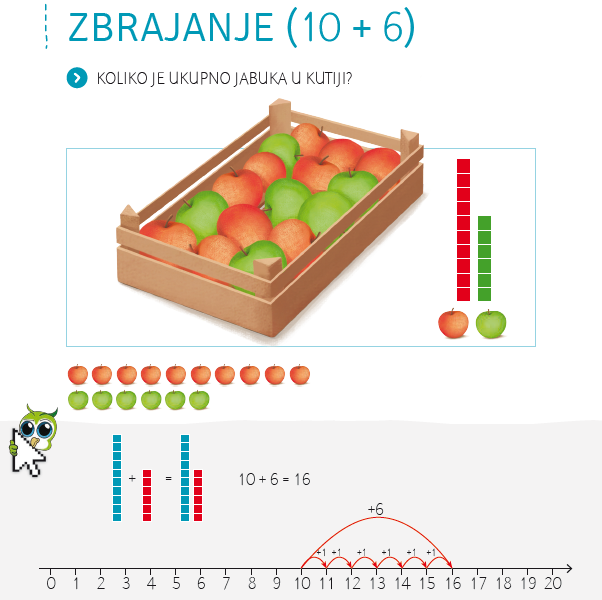 ZBRAJANJE (10 + 6)
KOLIKO JE UKUPNO JABUKA U KUTIJI?
+ = 10 + 6 = 16
+6
+1 +1 +1 +1 +1 +1
0 1 2 3 4 5 6 7 8 9 10 11 12 13 14 15 16 17 18 19 20